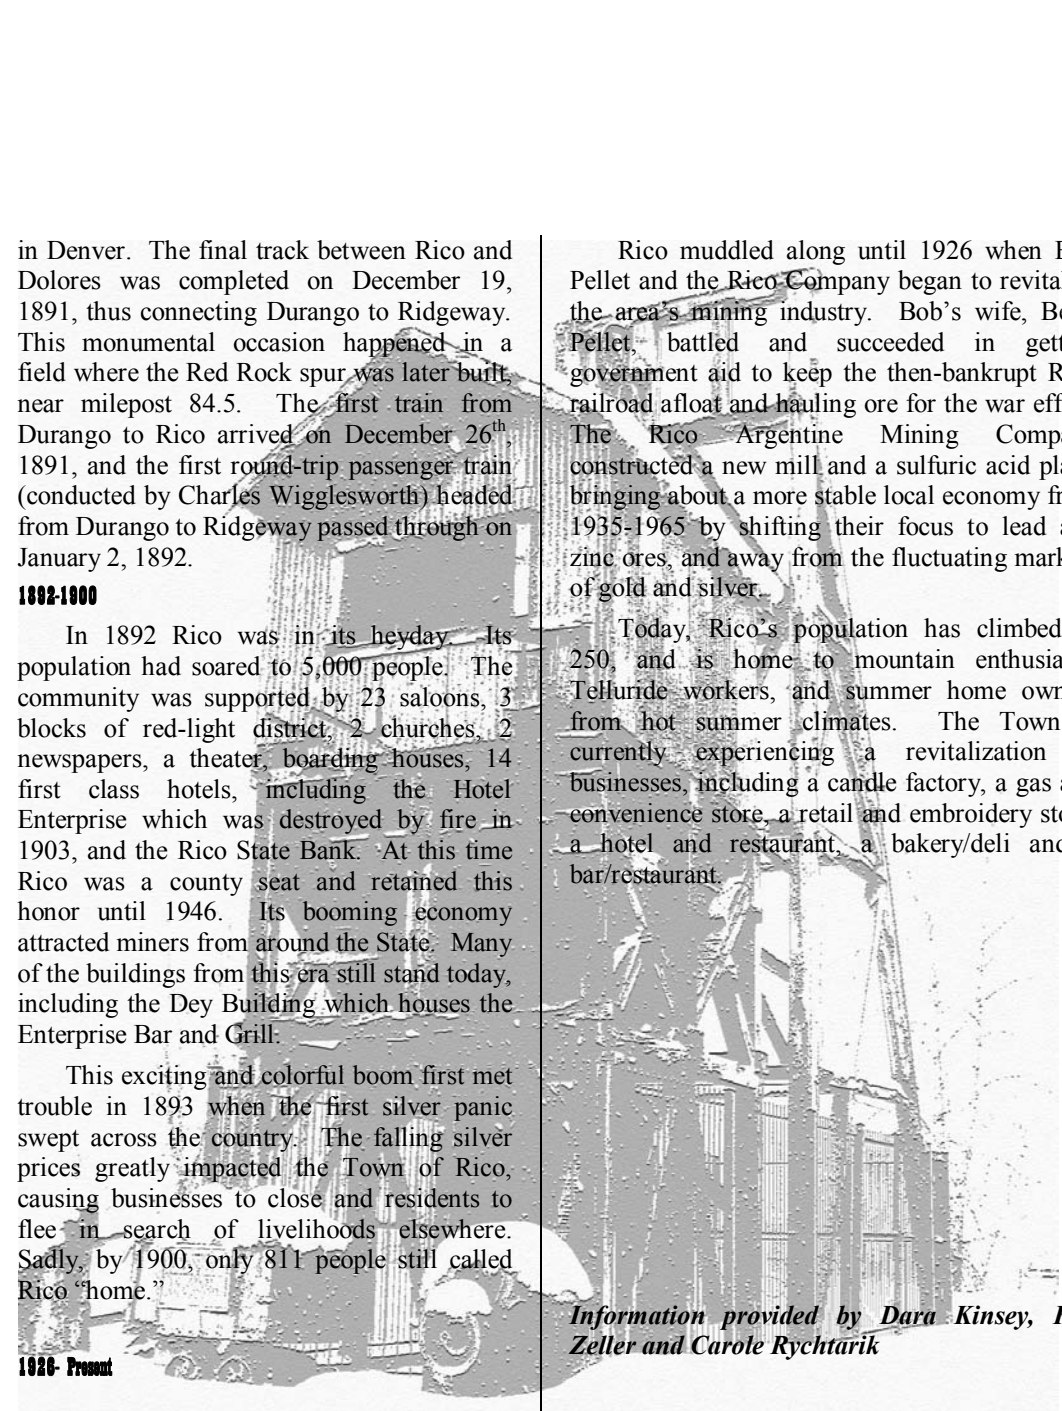 in Denver. The final track between Rico and
Dolores was completed on December 19,
1891, thus connecting Durango to Ridgeway.
This monumental occasion happened in a
field where the Red Rock spur was later built,
near milepost 84.5. The first train from
Durango to Rico arrived on December 26th,
1891, and the first round-trip passenger train
(conducted by Charles Wigglesworth) headed
from Durango to Ridgeway passed through on
January 2, 1892.
1892-1900
In 1892 Rico was in its heyday. Its
population had soared to 5,000 people. The
community was supported by 23 saloons, 3
blocks of red-light district, 2 churches, 2
newspapers, a theater, boarding houses, 14
first class hotels, including the Hotel
Enterprise which was destroyed by fire in
1903, and the Rico State Bank. At this time
Rico was a county seat and retained this
honor until 1946. Its booming economy
attracted miners from around the State. Many
of the buildings from this era still stand today,
including the Dey Building which houses the
Enterprise Bar and Grill.
This exciting and colorful boom first met
trouble in 1893 when the first silver panic
swept across the country. The falling silver
prices greatly impacted the Town of Rico,
causing businesses to close and residents to
flee in search of livelihoods elsewhere.
Sadly, by 1900, only 811 people still called
Rico “home.”
1926- Present
Rico muddled along until 1926 when
Pellet and the Rico Company began to
the area’s mining industry. Bob’s wife,
Pellet, battled and succeeded in
government aid to keep the then-bankrupt
railroad afloat and hauling ore for the war
The Rico Argentine Mining
constructed a new mill and a sulfuric acid
bringing about a more stable local economy
1935-1965 by shifting their focus to lead
zinc ores, and away from the fluctuating
of gold and silver.
Today, Rico’s population has climbed
250, and is home to mountain
Telluride workers, and summer home
from hot summer climates. The Town
currently experiencing a revitalization
businesses, including a candle factory, a gas
convenience store, a retail and embroidery
a hotel and restaurant, a bakery/deli and
bar/restaurant.
Information provided by Dara Kinsey,
Zeller and Carole Rychtarik